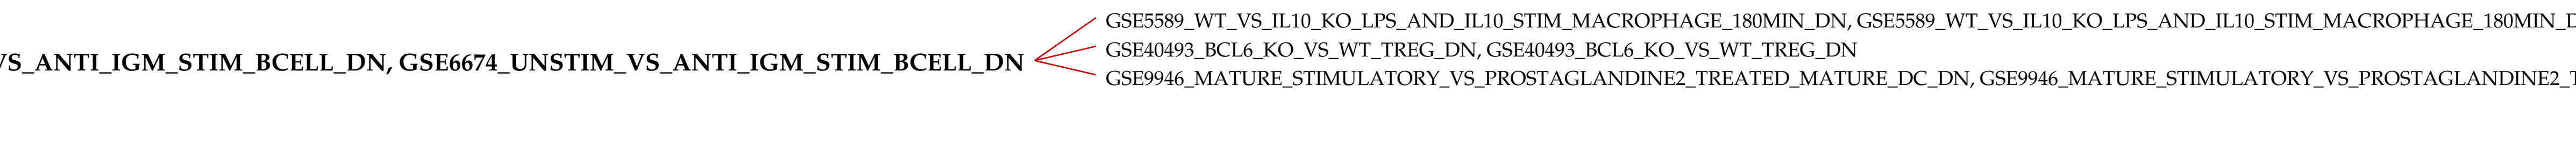 GSE5589_WT_VS_IL10_KO_LPS_AND_IL10_STIM_MACROPHAGE_180MIN_DN, GSE5589_WT_VS_IL10_KO_LPS_AND_IL10_STIM_MACROPHAGE_180MIN_D
GSE40493_BCL6_KO_VS_WT_TREG_DN, GSE40493_BCL6_KO_VS_WT_TREG_DN
VS_ANTI_IGM_STIM_BCELL_DN, GSE6674_UNSTIM_VS_ANTI_IGM_STIM_BCELL_DN
GSE9946_MATURE_STIMULATORY_VS_PROSTAGLANDINE2_TREATED_MATURE_DC_DN, GSE9946_MATURE_STIMULATORY_VS_PROSTAGLANDINE2_T